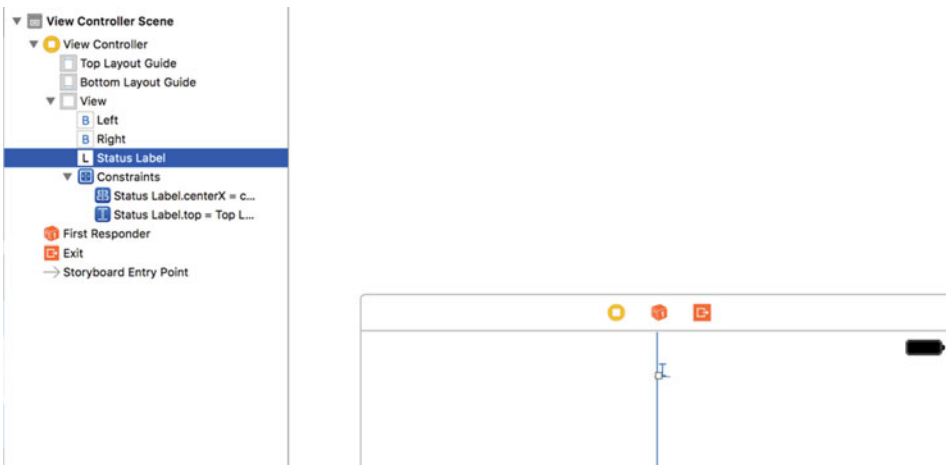 View Controller Scene
View Controller
Top Layout Guide
Bottom Layout Guide
View
B Left
B Right
L Status Label
Constraints
Status Label.centerX = c...
Status Label.top = Top L...
First Responder
Exit
Storyboard Entry Point